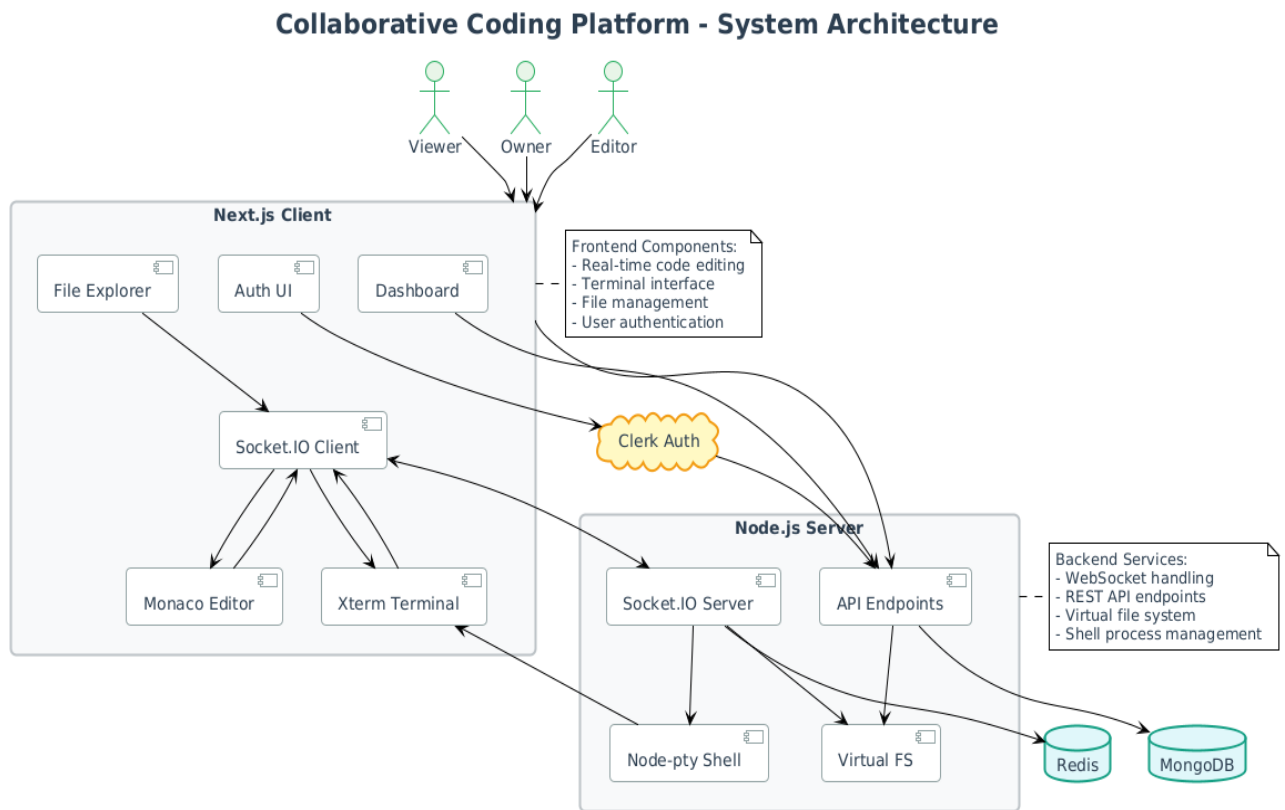 Collaborative Coding Platform - System Architecture
Viewer
Owner
Editor
Next.js Client
File Explorer
Auth UI
Dashboard
Frontend Components:
- Real-time code editing
- Terminal interface
- File management
- User authentication
Socket.IO Client
Clerk Auth
Monaco Editor
Xterm Terminal
Node.js Server
Socket.IO Server
API Endpoints
Backend Services:
- WebSocket handling
- REST API endpoints
- Virtual file system
- Shell process management
Node-pty Shell
Virtual FS
Redis
MongoDB